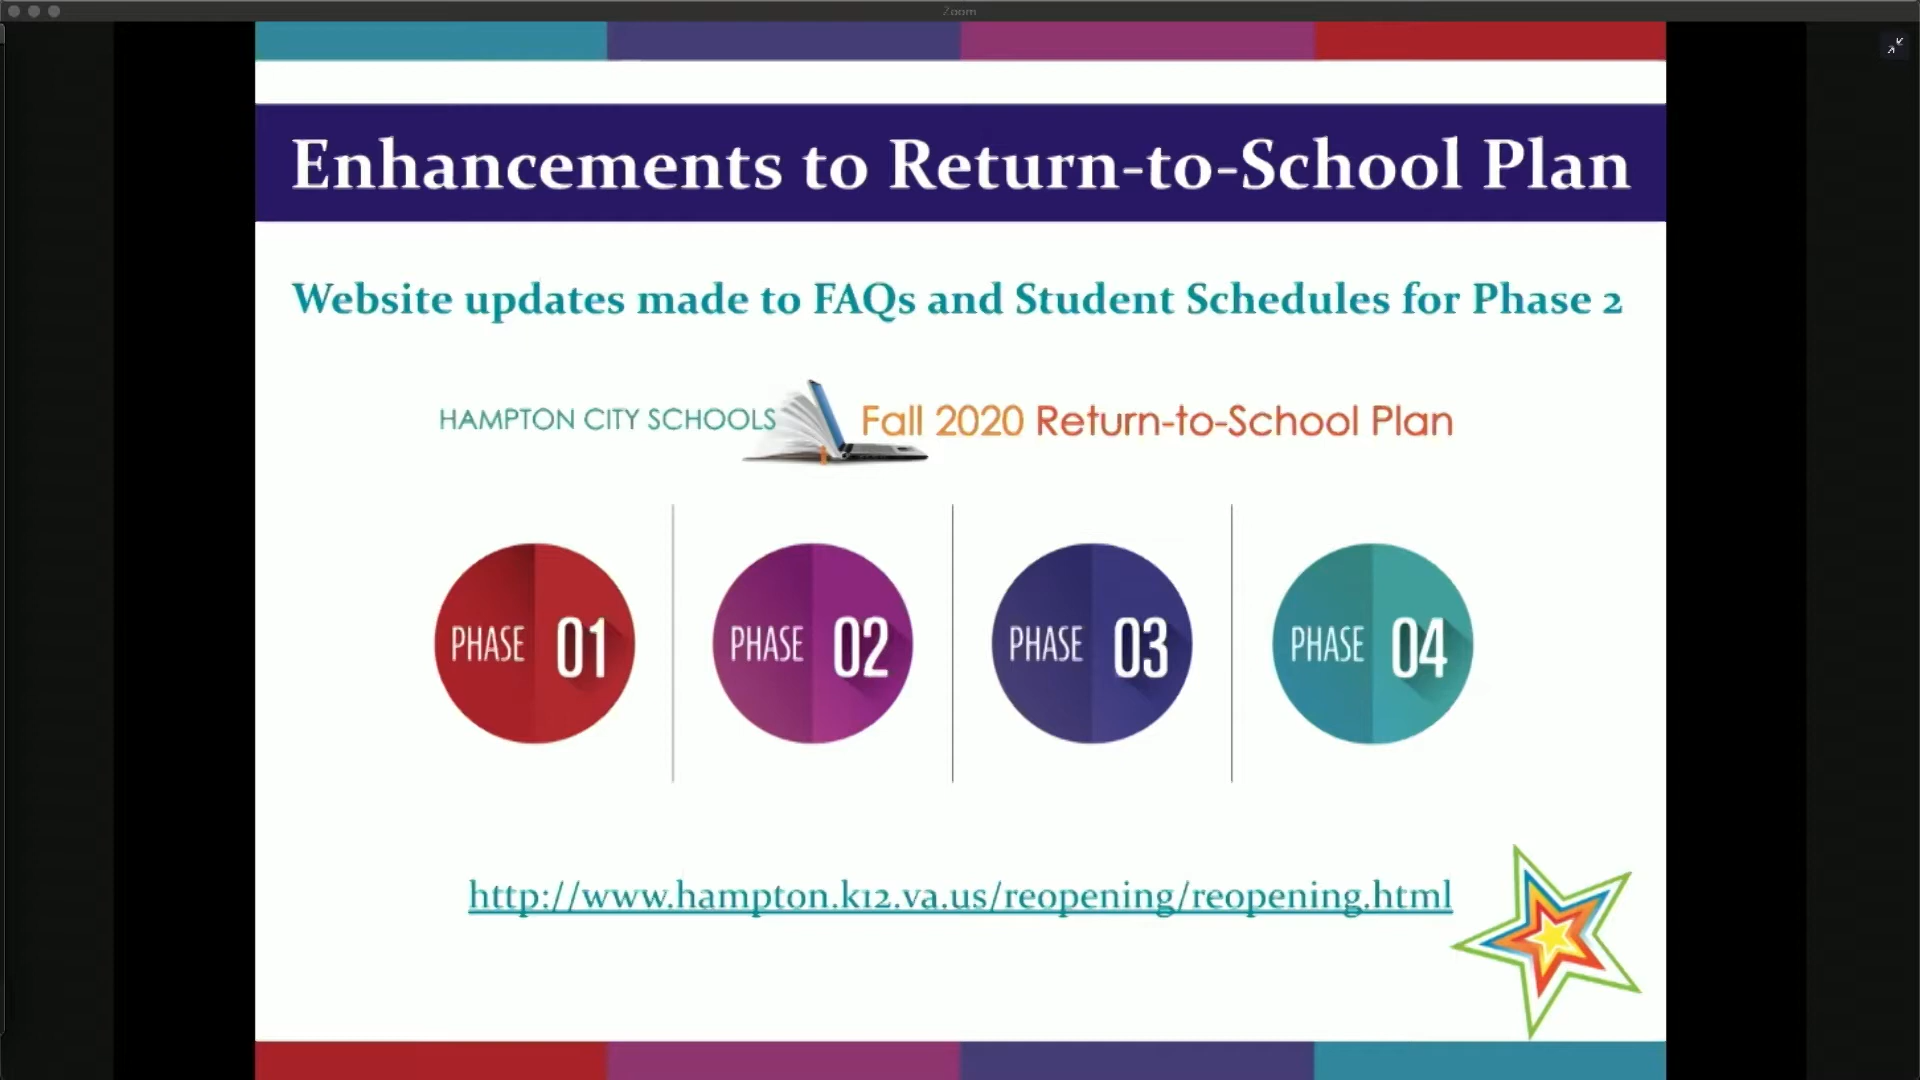 Zoom
Enhancements to Return-to-School Plan
Website updates made to FAQs and Student Schedules for Phase 2
HAMPTON CITY SCHOOLS Fall 2020 Return-to-School Plan
PHASE 01 PHASE 02 PHASE 03 PHASE 04
http://www.hampton.k12.va.us/reopening/reopening.html